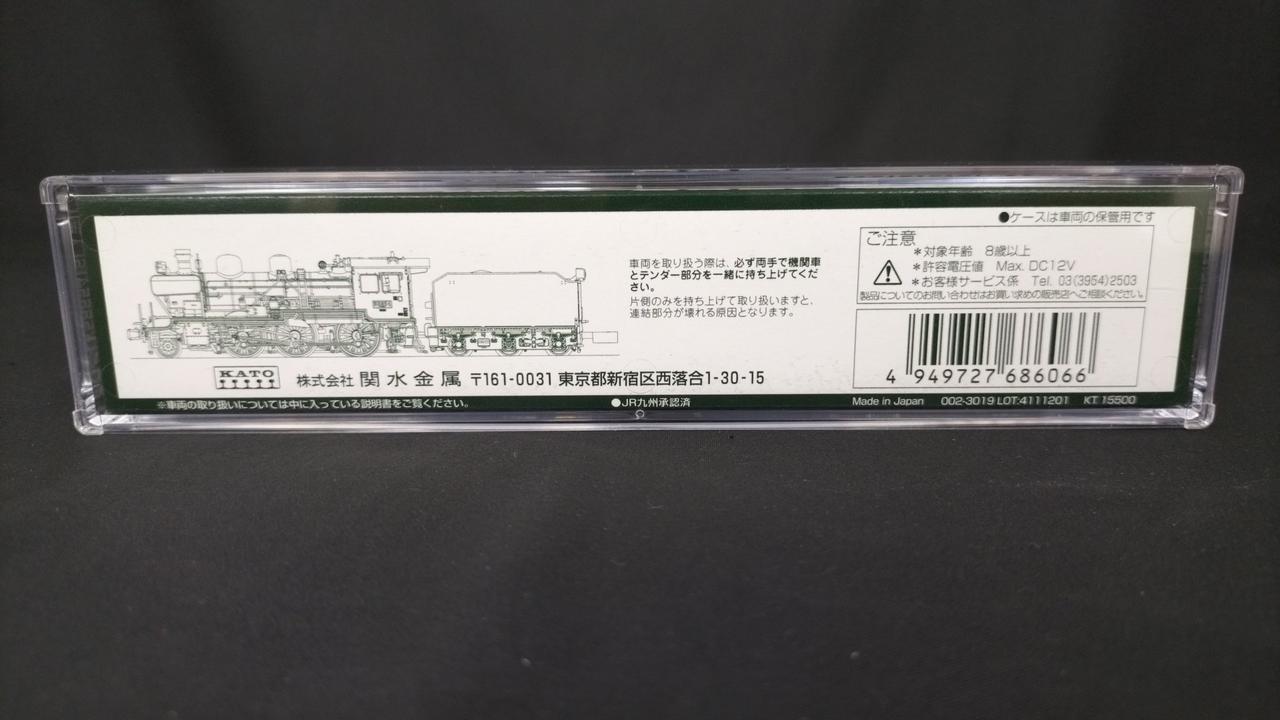 ●ケースは車両の保管用です
車両を取り扱う際は、必ず両手で機関車
とテンダー部分を一緒に持ち上げてくだ
さい。
片側のみを持ち上げて取り扱いますと、
連結部分が壊れる原因となります。
ご注意
＊対象年齢 8歳以上
＊許容電圧値 Max. DC12V
＊お客様サービス係 Tel. 03(3954)2503
製品についてのお問い合わせはお買い求めの販売店へご相談ください。
4 949727 686066
KATO
株式会社 関水金属 〒161-0031 東京都新宿区西落合1-30-15
※車両の取り扱いについては中に入っている説明書をご覧ください。
●JR九州承認済
Made in Japan 002-3019 LOT:4111201 KT 15500